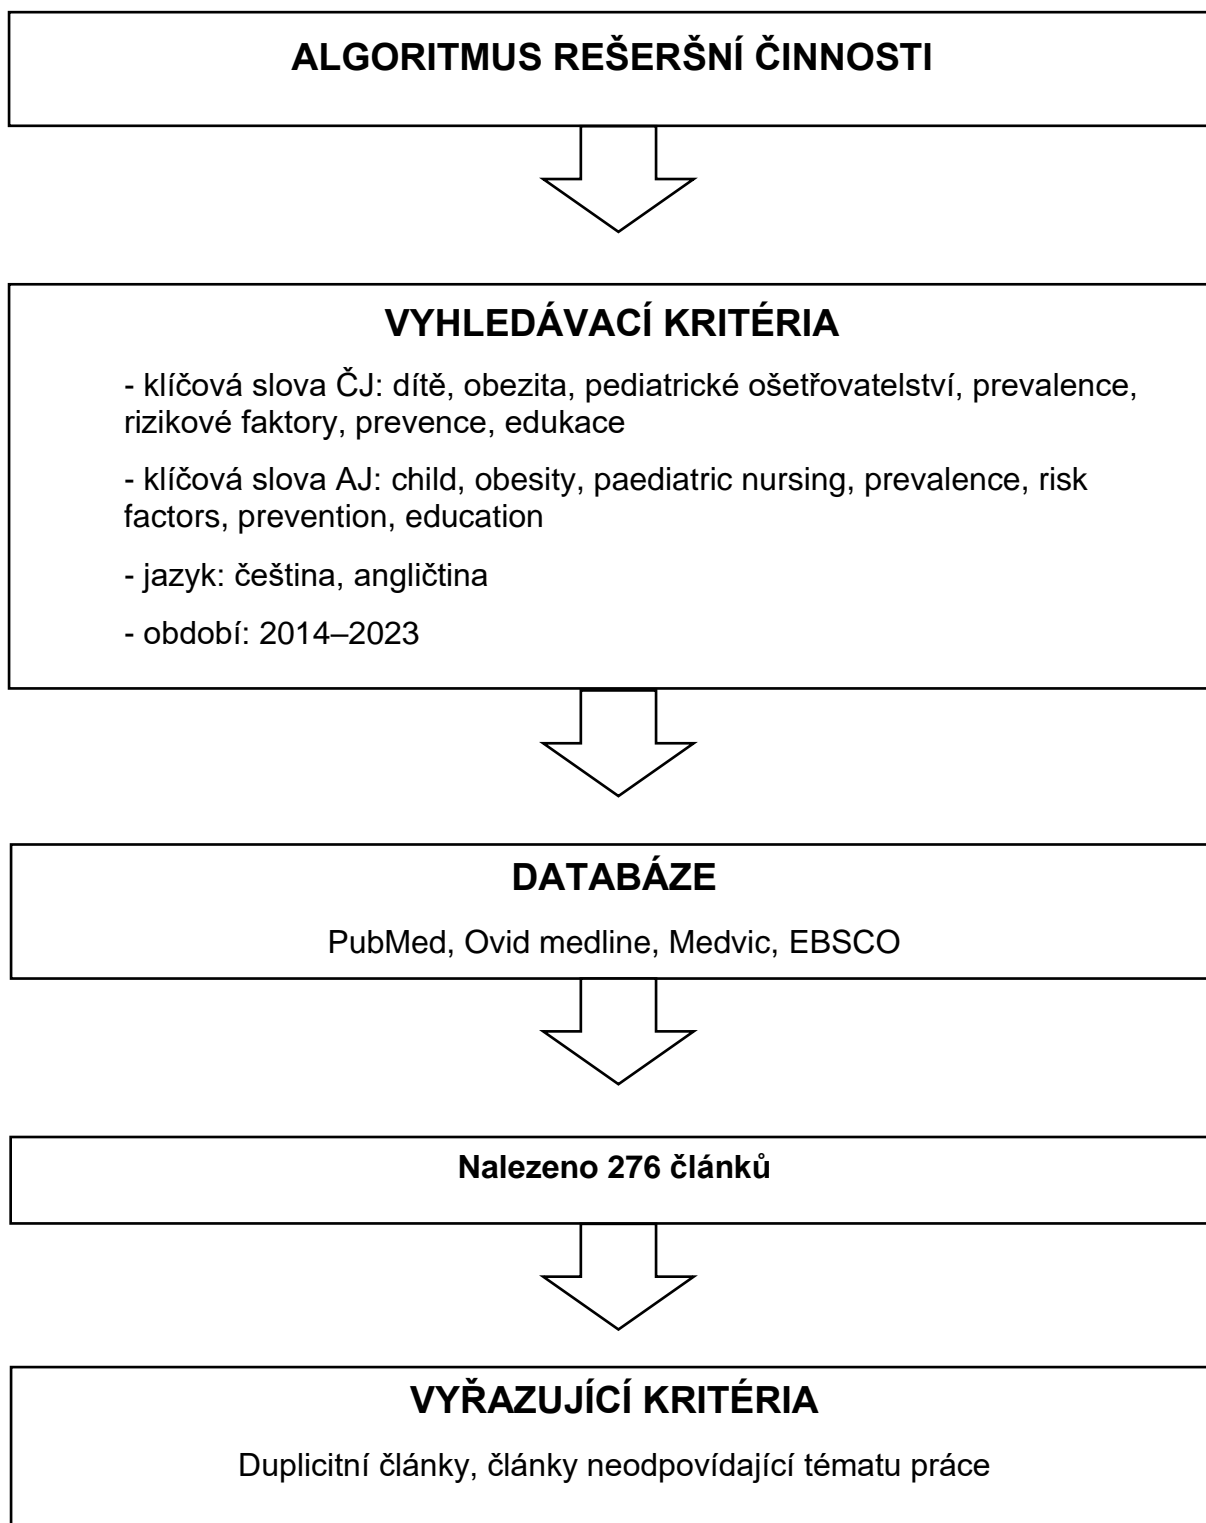 ALGORITMUS REŠERŠNÍ ČINNOSTI
VYHLEDÁVACÍ KRITÉRIA
- klíčová slova ČJ: dítě, obezita, pediatrické ošetřovatelství, prevalence,
rizikové faktory, prevence, edukace
- klíčová slova AJ: child, obesity, paediatric nursing, prevalence, risk
factors, prevention, education
- jazyk: čeština, angličtina
- období: 2014–2023
DATABÁZE
PubMed, Ovid medline, Medvic, EBSCO
Nalezeno 276 článků
VYŘAZUJÍCÍ KRITÉRIA
Duplicitní články, články neodpovídající tématu práce